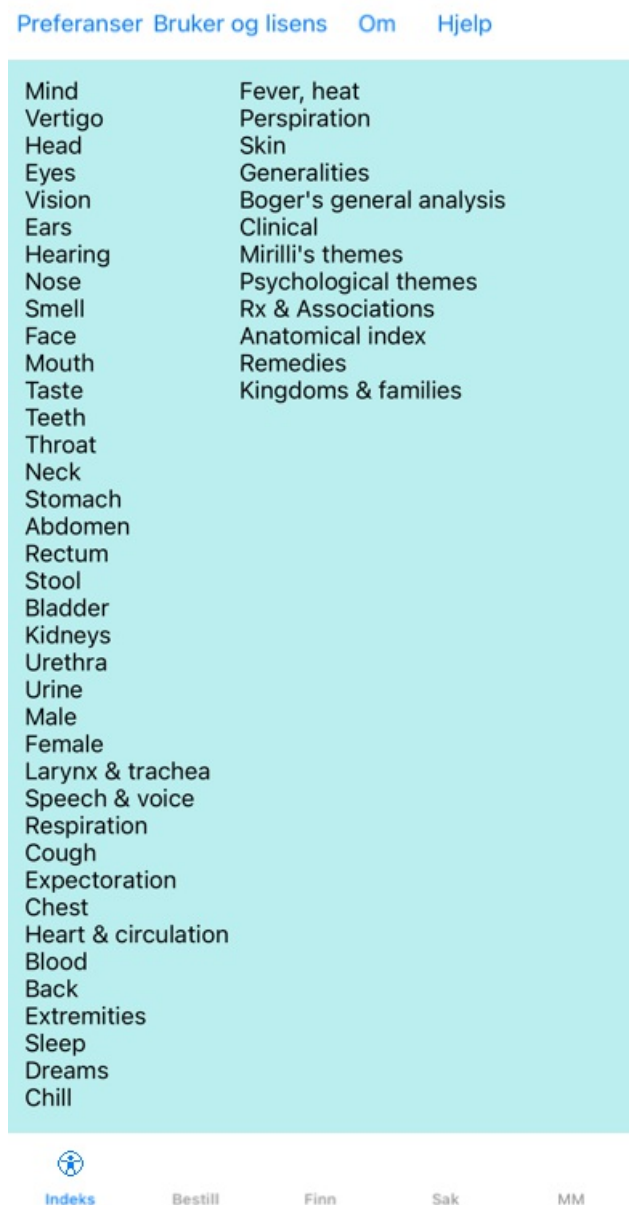 Preferanser Bruker og lisens Om Hjelp
Mind
Vertigo
Head
Eyes
Vision
Ears
Hearing
Nose
Smell
Face
Mouth
Taste
Teeth
Throat
Neck
Stomach
Abdomen
Rectum
Stool
Bladder
Kidneys
Urethra
Urine
Male
Female
Larynx & trachea
Speech & voice
Respiration
Cough
Expectoration
Chest
Heart & circulation
Blood
Back
Extremities
Sleep
Dreams
Chill
Fever, heat
Perspiration
Skin
Generalities
Boger's general analysis
Clinical
Mirilli's themes
Psychological themes
Rx & Associations
Anatomical index
Remedies
Kingdoms & families
Indeks Bestill Finn Sak MM